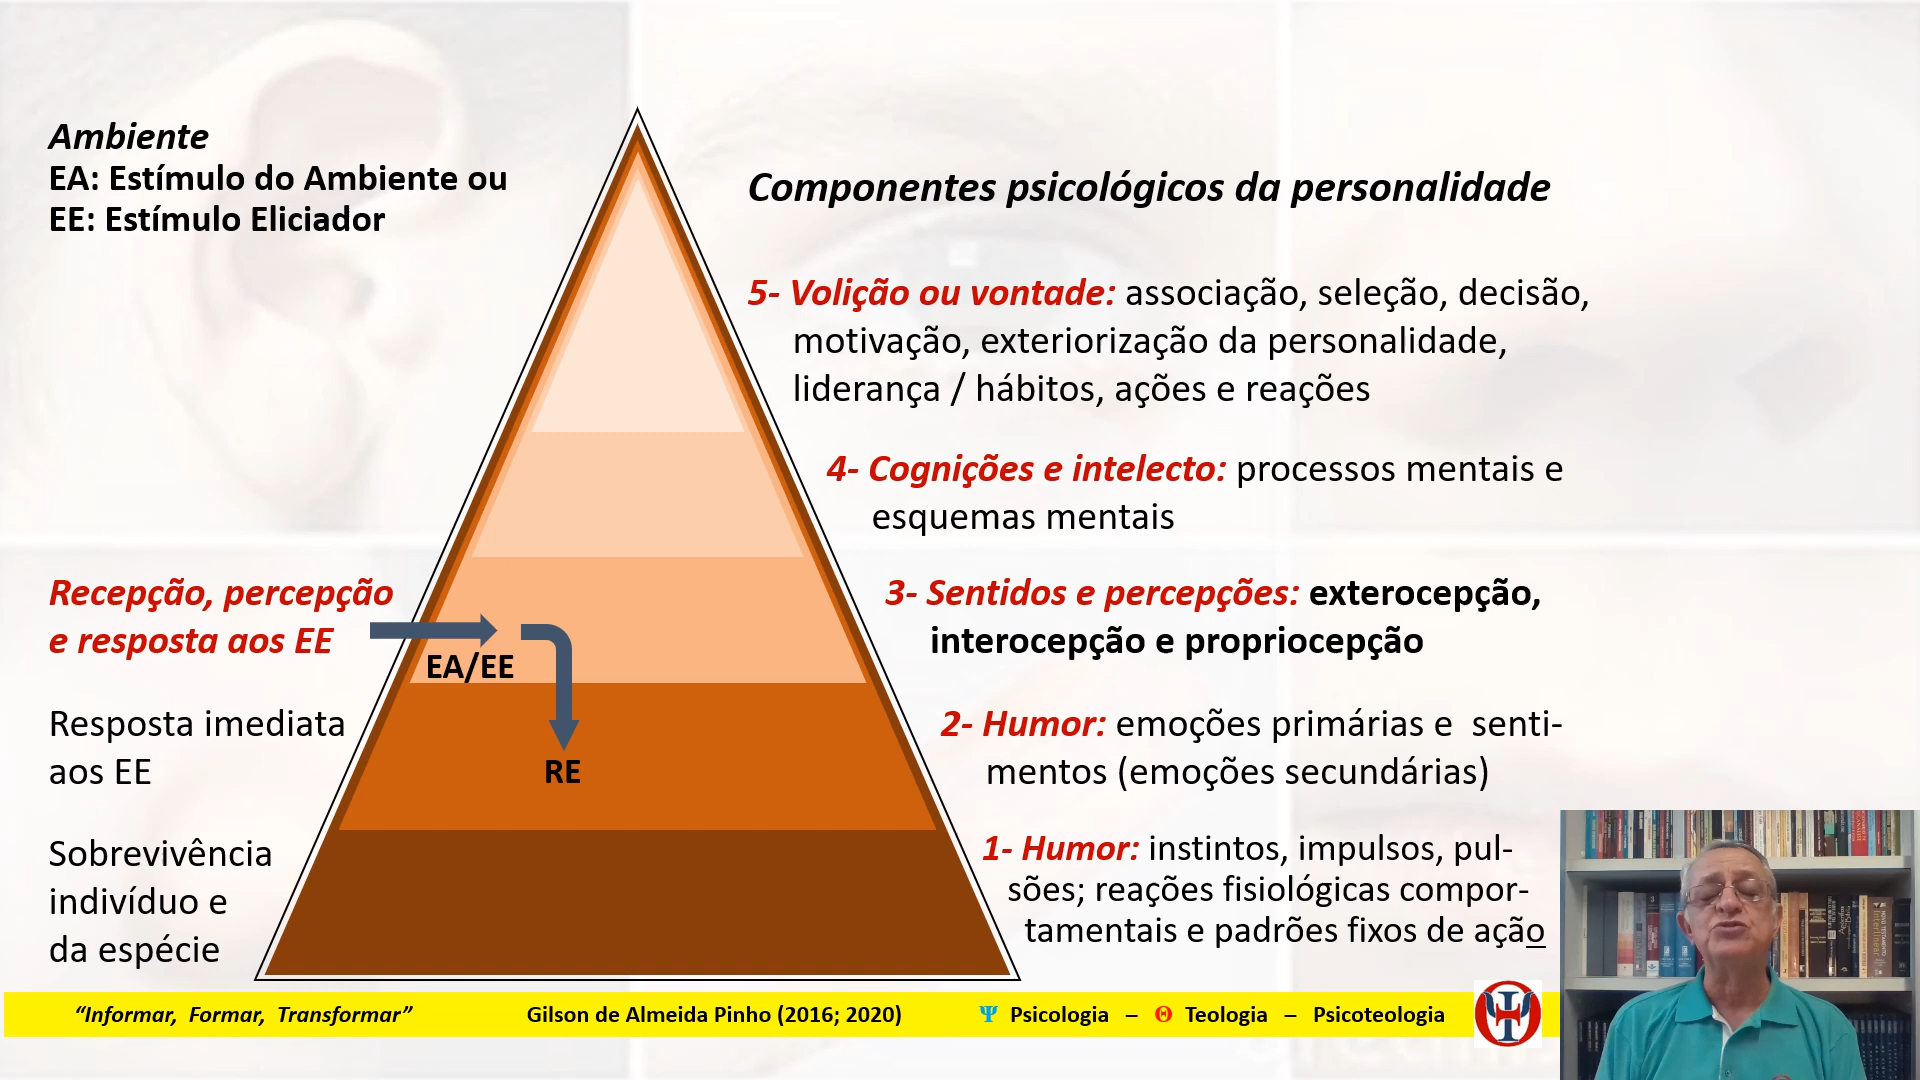 Ambiente
EA: Estímulo do Ambiente ou
EE: Estímulo Eliciador
Componentes psicológicos da personalidade
5- Volição ou vontade: associação, seleção, decisão,
motivação, exteriorização da personalidade,
liderança / hábitos, ações e reações
4- Cognições e intelecto: processos mentais e
esquemas mentais
Recepção, percepção
e resposta aos EE
EA/EE
3- Sentidos e percepções: exterocepção,
interocepção e propriocepção
Resposta imediata
aos EE
RE
2- Humor: emoções primárias e senti-
mentos (emoções secundárias)
Sobrevivência
indivíduo e
da espécie
1- Humor: instintos, impulsos, pul-
sões; reações fisiológicas compor-
tamentais e padrões fixos de ação
“Informar, Formar, Transformar”
Gilson de Almeida Pinho (2016; 2020)
Ψ Psicologia – Θ Teologia – Psicoteologia